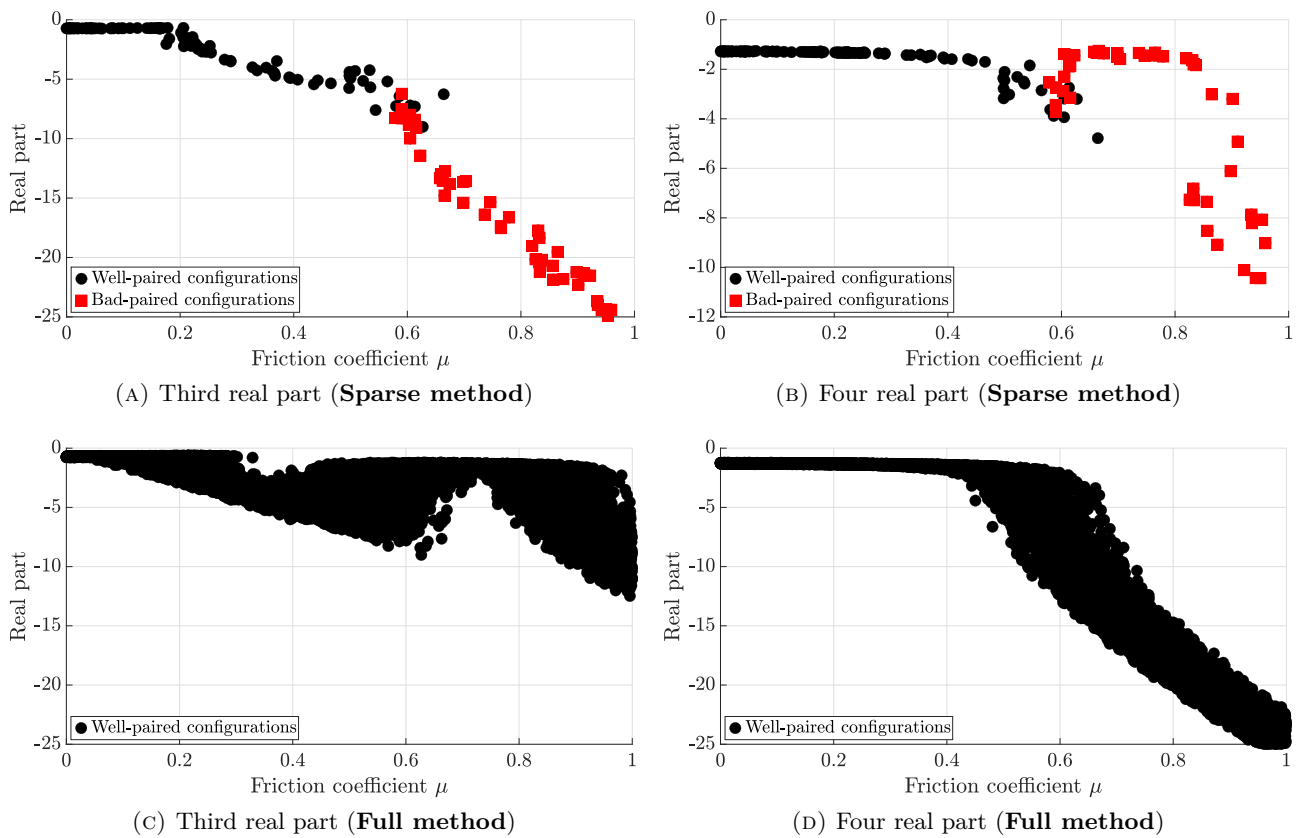 0
-5
-10
-15
-20
-25
Real part
Well-paired configurations
Bad-paired configurations
0 0.2 0.4 0.6 0.8 1
Friction coefficient μ
(A) Third real part (Sparse method)
0
-2
-4
-6
-8
-10
-12
Real part
Well-paired configurations
Bad-paired configurations
0 0.2 0.4 0.6 0.8 1
Friction coefficient μ
(B) Four real part (Sparse method)
0
-5
-10
-15
-20
-25
Real part
Well-paired configurations
0 0.2 0.4 0.6 0.8 1
Friction coefficient μ
(C) Third real part (Full method)
0
-5
-10
-15
-20
-25
Real part
Well-paired configurations
0 0.2 0.4 0.6 0.8 1
Friction coefficient μ
(D) Four real part (Full method)